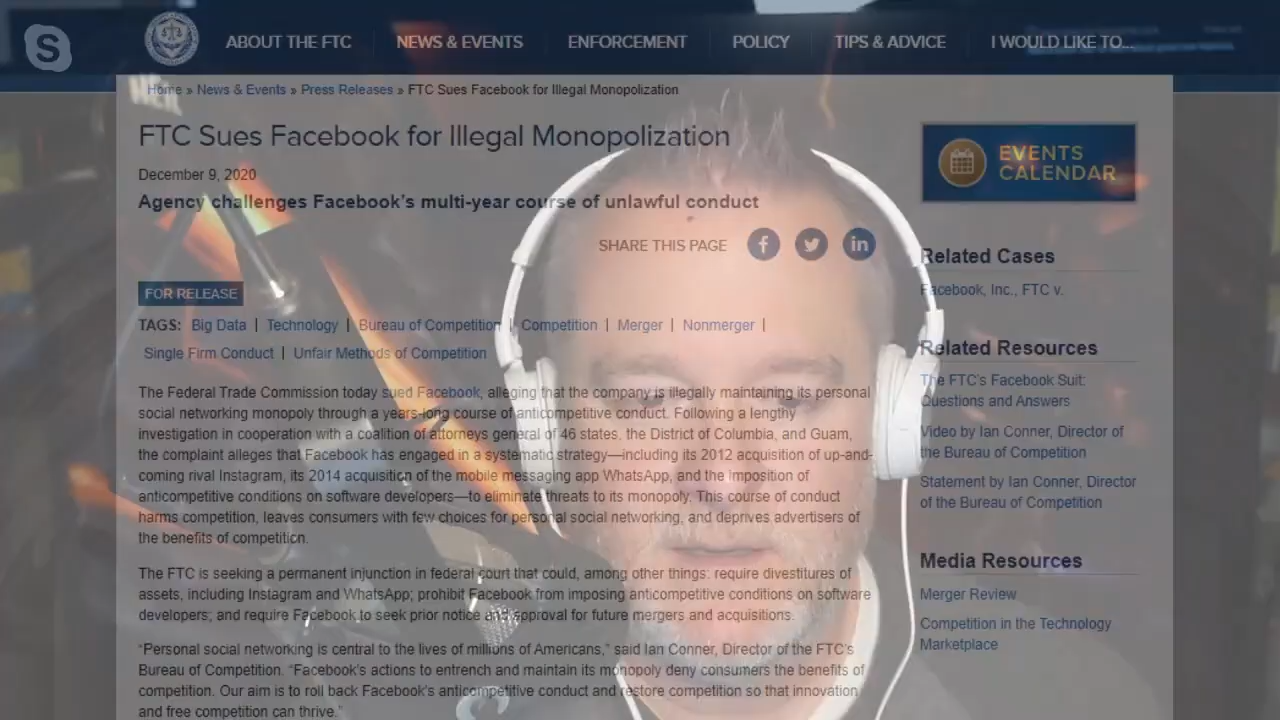 S
ABOUT THE FTC NEWS & EVENTS ENFORCEMENT POLICY TIPS & ADVICE I WOULD LIKE TO...
Home » News & Events » Press Releases » FTC Sues Facebook for Illegal Monopolization
FTC Sues Facebook for Illegal Monopolization
December 9, 2020
Agency challenges Facebook's multi-year course of unlawful conduct
SHARE THIS PAGE
FOR RELEASE
TAGS: Big Data | Technology | Bureau of Competition | Competition | Merger | Nonmerger |
Single Firm Conduct | Unfair Methods of Competition
The Federal Trade Commission today sued Facebook, alleging that the company is illegally maintaining its personal
social networking monopoly through a years-long course of anticompetitive conduct. Following a lengthy
investigation in cooperation with a coalition of attorneys general of 46 states, the District of Columbia, and Guam,
the complaint alleges that Facebook has engaged in a systematic strategy—including its 2012 acquisition of up-and-
coming rival Instagram, its 2014 acquisition of the mobile messaging app WhatsApp, and the imposition of
anticompetitive conditions on software developers—to eliminate threats to its monopoly. This course of conduct
harms competition, leaves consumers with few choices for personal social networking, and deprives advertisers of
the benefits of competition.
The FTC is seeking a permanent injunction in federal court that could, among other things: require divestitures of
assets, including Instagram and WhatsApp; prohibit Facebook from imposing anticompetitive conditions on software
developers; and require Facebook to seek prior notice and approval for future mergers and acquisitions.
“Personal social networking is central to the lives of millions of Americans,” said Ian Conner, Director of the FTC's
Bureau of Competition. “Facebook's actions to entrench and maintain its monopoly deny consumers the benefits of
competition. Our aim is to roll back Facebook's anticompetitive conduct and restore competition so that innovation
and free competition can thrive.”
EVENTS
CALENDAR
Related Cases
Facebook, Inc., FTC v.
Related Resources
The FTC's Facebook Suit:
Questions and Answers
Video by Ian Conner, Director of
the Bureau of Competition
Statement by Ian Conner, Director
of the Bureau of Competition
Media Resources
Merger Review
Competition in the Technology
Marketplace